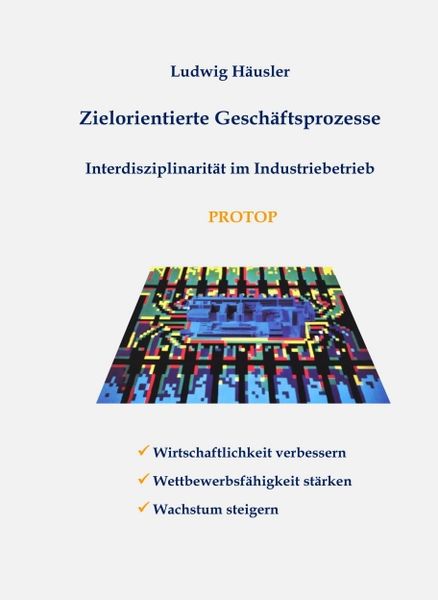 Ludwig Häusler
Zielorientierte Geschäftsprozesse
Interdisziplinarität im Industriebetrieb
PROTOP
✓ Wirtschaftlichkeit verbessern
✓ Wettbewerbsfähigkeit stärken
✓ Wachstum steigern